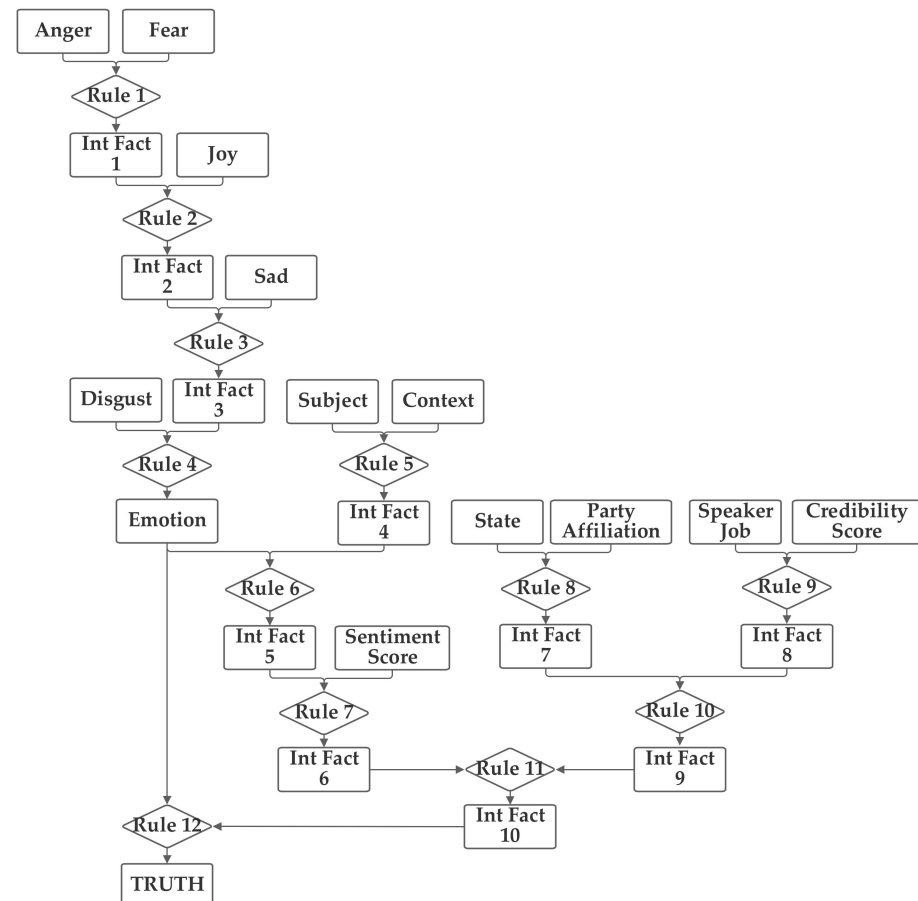 Anger
Fear
Rule 1
Int Fact
1
Joy
Rule 2
Int Fact
2
Sad
Rule 3
Disgust
Int Fact
3
Subject
Context
Rule 4
Rule 5
Emotion
Int Fact
4
State
Party
Affiliation
Speaker
Job
Credibility
Score
Rule 6
Rule 8
Rule 9
Int Fact
5
Sentiment
Score
Int Fact
7
Int Fact
8
Rule 7
Rule 10
Int Fact
6
Rule 11
Int Fact
9
Rule 12
Int Fact
10
TRUTH